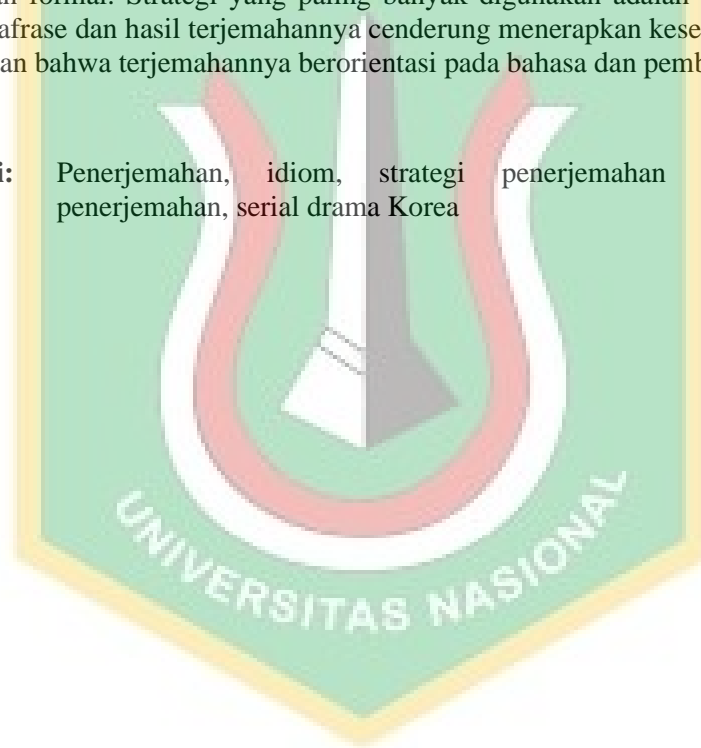 an formal. Strategi yang paling banyak digunakan adalah
afrase dan hasil terjemahannya cenderung menerapkan kese
an bahwa terjemahannya berorientasi pada bahasa dan pemb
i: Penerjemahan, idiom, strategi penerjemahan
penerjemahan, serial drama Korea
UNIVERSITAS NASIONAL